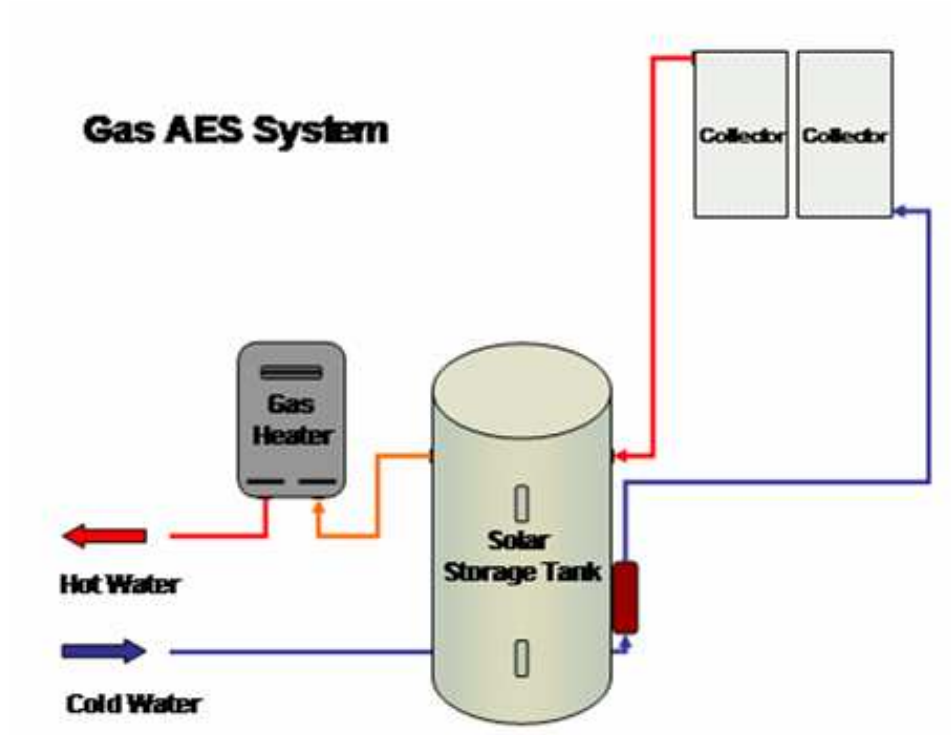 Gas AES System
Collector
Collector
Gas
Heater
Solar
Storage Tank
Hot Water
Cold Water